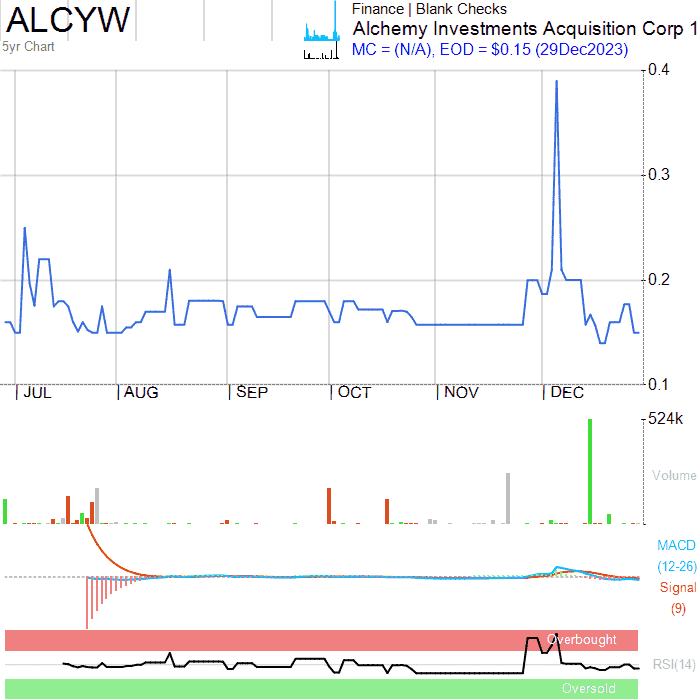 ALCYW
5yr Chart
Finance | Blank Checks
Alchemy Investments Acquisition Corp 1
MC = (N/A), EOD = $0.15 (29Dec2023)
0.4
0.3
0.2
0.1
JUL AUG SEP OCT NOV DEC
524k
Volume
MACD
(12-26)
Signal
(9)
Overbought
RSI(14)
Oversold